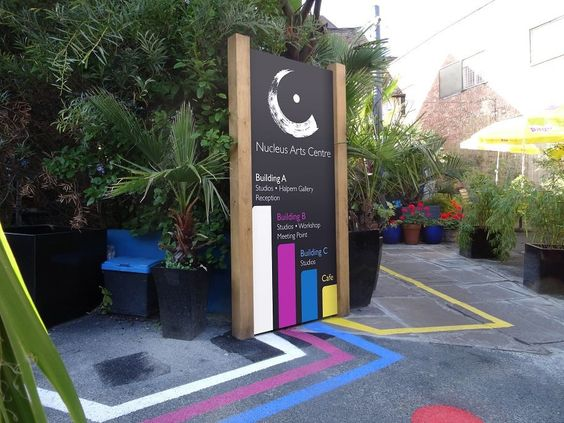 Nucleus Arts Centre
Building A
Studios • Halpern Gallery
Reception
Building B
Studios • Workshop
Meeting Point
Building C
Studios
Cafe